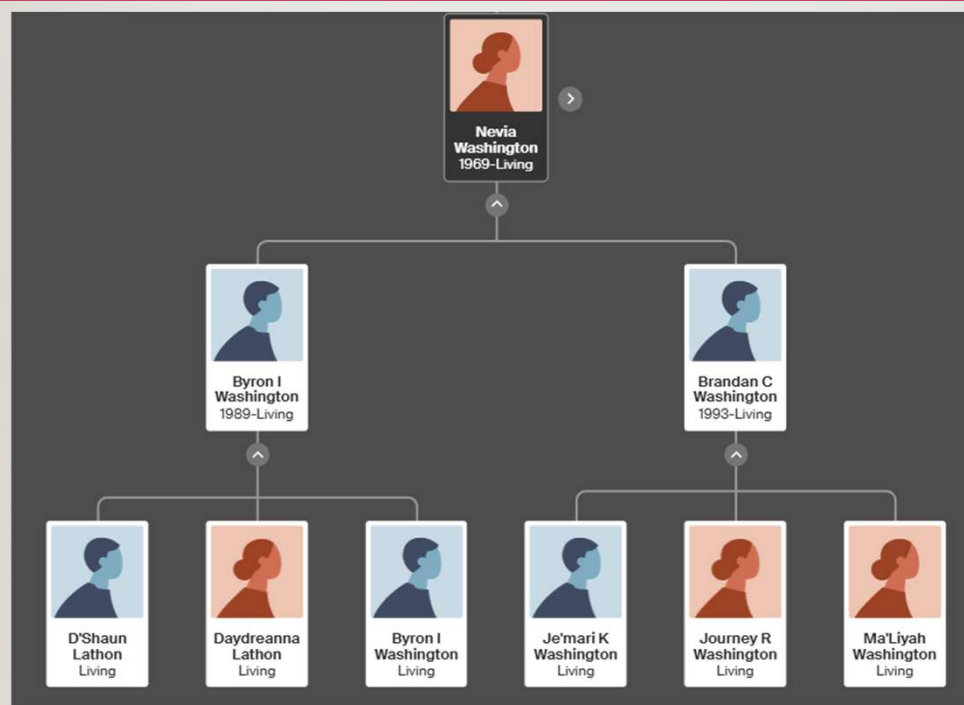 Nevia
Washington
1969-Living
Byron I
Washington
1989-Living
Brandan C
Washington
1993-Living
D'Shaun
Lathon
Living
Daydreanna
Lathon
Living
Byron I
Washington
Living
Je'mari K
Washington
Living
Journey R
Washington
Living
Ma'Liyah
Washington
Living